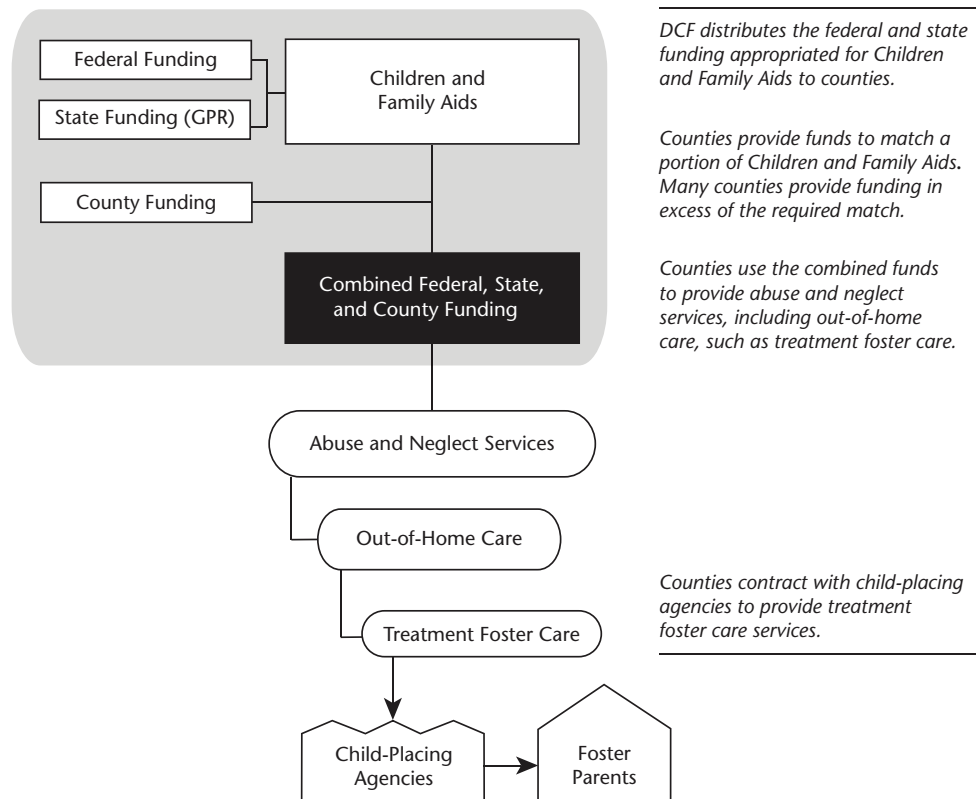 Federal Funding
State Funding (GPR)
Children and
Family Aids
County Funding
Combined Federal, State,
and County Funding
Abuse and Neglect Services
Out-of-Home Care
Treatment Foster Care
Child-Placing
Agencies
Foster
Parents
DCF distributes the federal and state
funding appropriated for Children
and Family Aids to counties.
Counties provide funds to match a
portion of Children and Family Aids.
Many counties provide funding in
excess of the required match.
Counties use the combined funds
to provide abuse and neglect
services, including out-of-home
care, such as treatment foster care.
Counties contract with child-placing
agencies to provide treatment
foster care services.